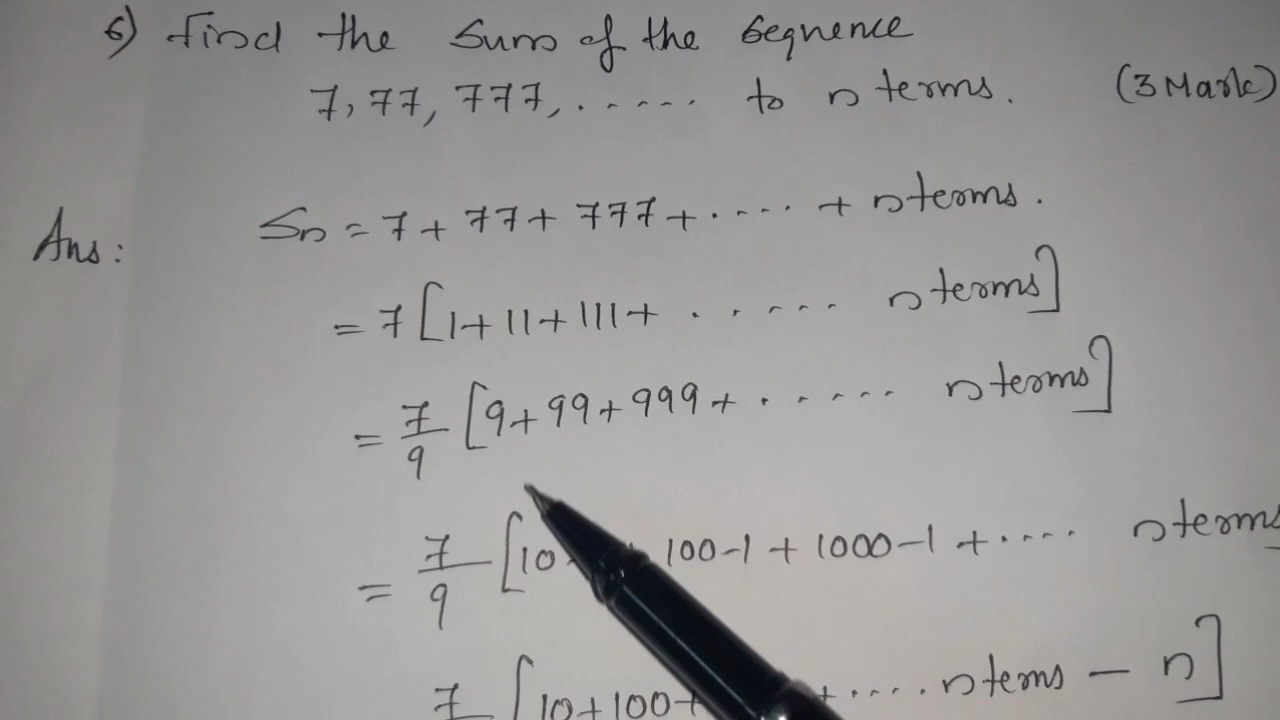 6) Find the Sum of the Sequence
7, 77, 777, ...... to n terms. (3 Mark)
Ans: Sn = 7 + 77 + 777 + .... + n terms.
= 7 [1 + 11 + 111 + ...... n terms]
= 7/9 [9 + 99 + 999 + ...... n terms]
= 7/9 [10 100-1 + 1000-1 + .... n terms
7 [10 + 100 + + .... n terms - n]